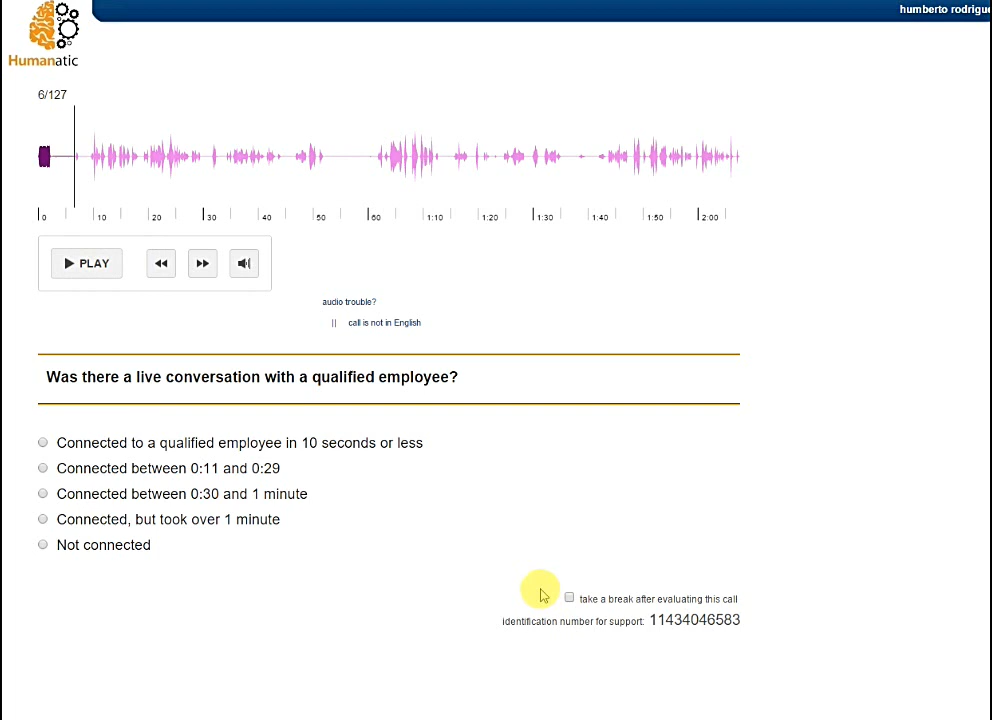 humberto rodrigu
Humanatic
6/127
0 10 20 30 40 50 60 1:10 1:20 1:30 1:40 1:50 2:00
PLAY
audio trouble?
|| call is not in English
Was there a live conversation with a qualified employee?
Connected to a qualified employee in 10 seconds or less
Connected between 0:11 and 0:29
Connected between 0:30 and 1 minute
Connected, but took over 1 minute
Not connected
take a break after evaluating this call
identification number for support: 11434046583